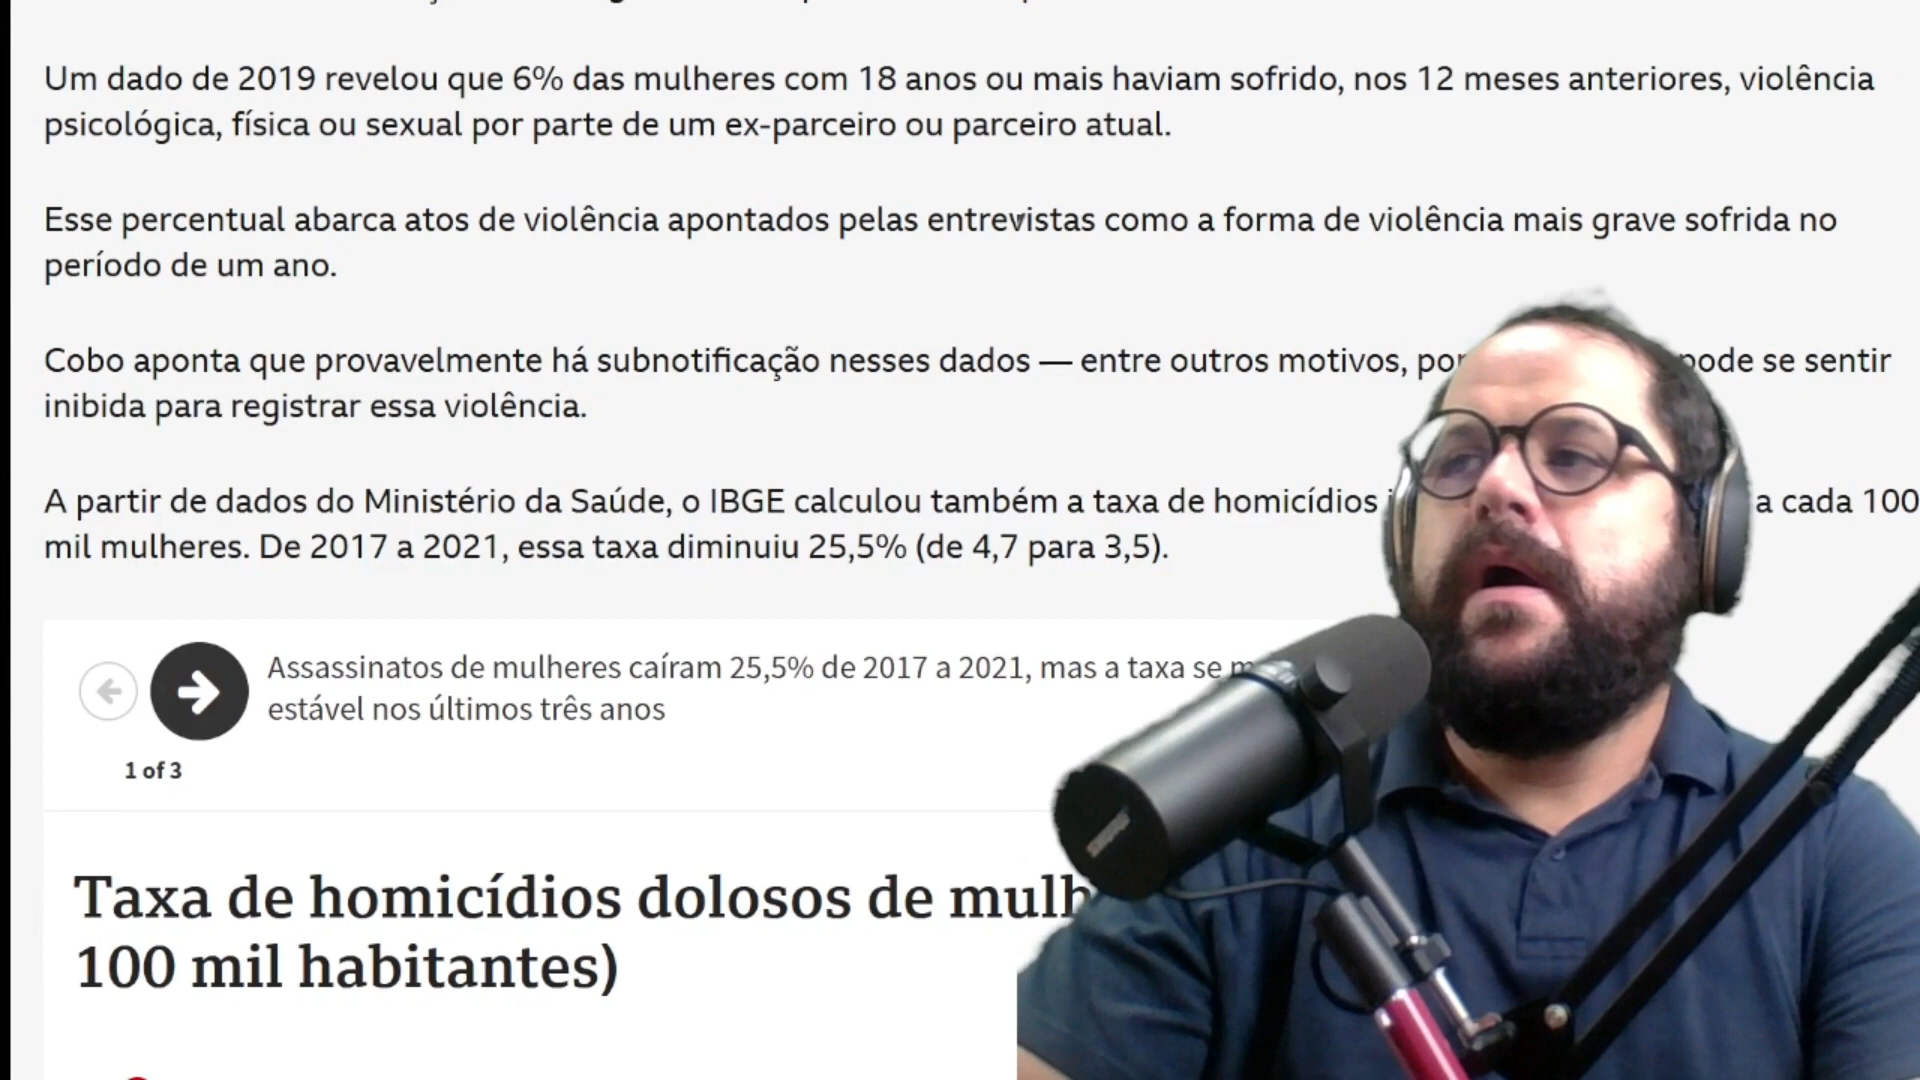 Um dado de 2019 revelou que 6% das mulheres com 18 anos ou mais haviam sofrido, nos 12 meses anteriores, violência
psicológica, física ou sexual por parte de um ex-parceiro ou parceiro atual.
Esse percentual abarca atos de violência apontados pelas entrevistas como a forma de violência mais grave sofrida no
período de um ano.
Cobo aponta que provavelmente há subnotificação nesses dados — entre outros motivos, pode se sentir
inibida para registrar essa violência.
A partir de dados do Ministério da Saúde, o IBGE calculou também a taxa de homicídios a cada 100
mil mulheres. De 2017 a 2021, essa taxa diminuiu 25,5% (de 4,7 para 3,5).
Assassinatos de mulheres caíram 25,5% de 2017 a 2021, mas a taxa se
estável nos últimos três anos
1 of 3
Taxa de homicídios dolosos de
100 mil habitantes)